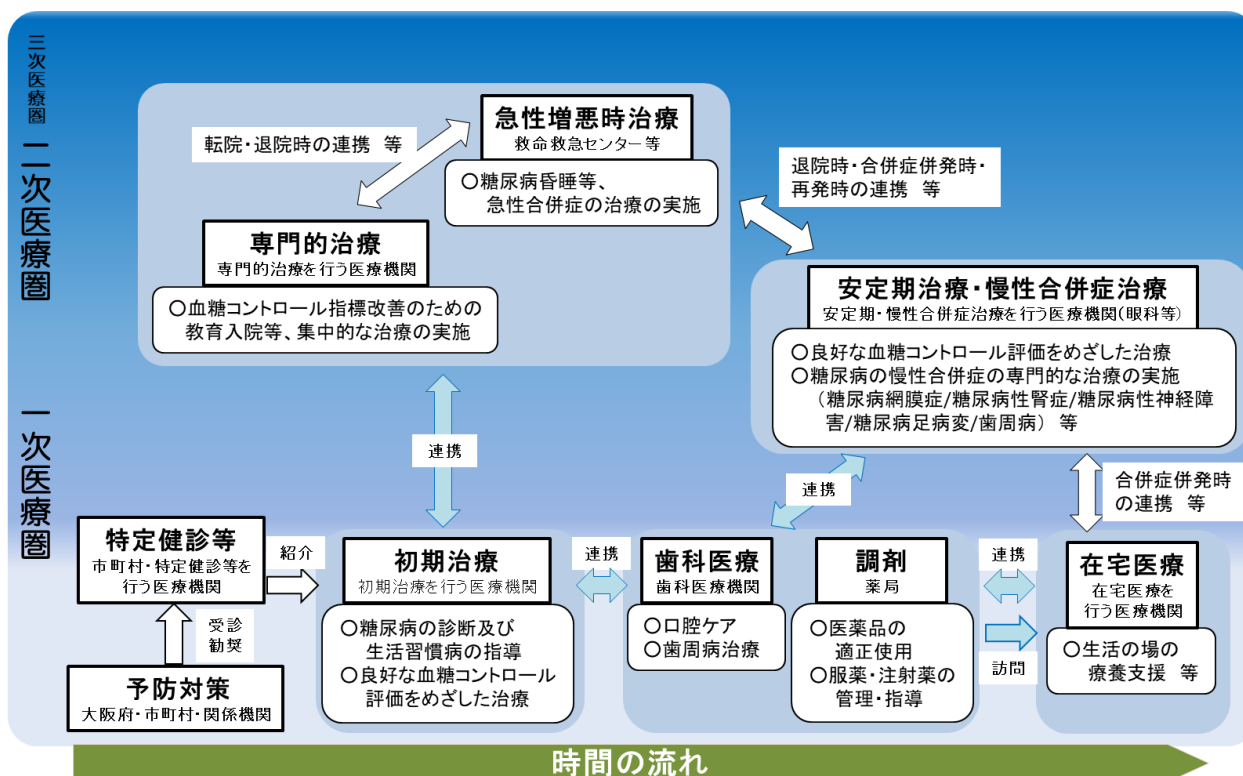 三次医療圏
二次医療圏
一次医療圏
急性増悪時治療
救命救急センター等
○糖尿病昏睡等、
急性合併症の治療の実施
転院・退院時の連携 等
専門的治療
専門的治療を行う医療機関
○血糖コントロール指標改善のための
教育入院等、集中的な治療の実施
退院時・合併症併発時・
再発時の連携 等
安定期治療・慢性合併症治療
安定期・慢性合併症治療を行う医療機関(眼科等)
○良好な血糖コントロール評価をめざした治療
○糖尿病の慢性合併症の専門的な治療の実施
(糖尿病網膜症/糖尿病性腎症/糖尿病性神経障
害/糖尿病足病変/歯周病)等
連携
連携
合併症併発時
の連携 等
特定健診等
市町村・特定健診等を
行う医療機関
紹介
受診
勧奨
予防対策
大阪府・市町村・関係機関
初期治療
初期治療を行う医療機関
○糖尿病の診断及び
生活習慣病の指導
○良好な血糖コントロール
評価をめざした治療
連携
歯科医療
歯科医療機関
○口腔ケア
○歯周病治療
調剤
薬局
○医薬品の
適正使用
○服薬・注射薬の
管理・指導
連携
訪問
在宅医療
在宅医療を
行う医療機関
○生活の場の
療養支援 等
時間の流れ